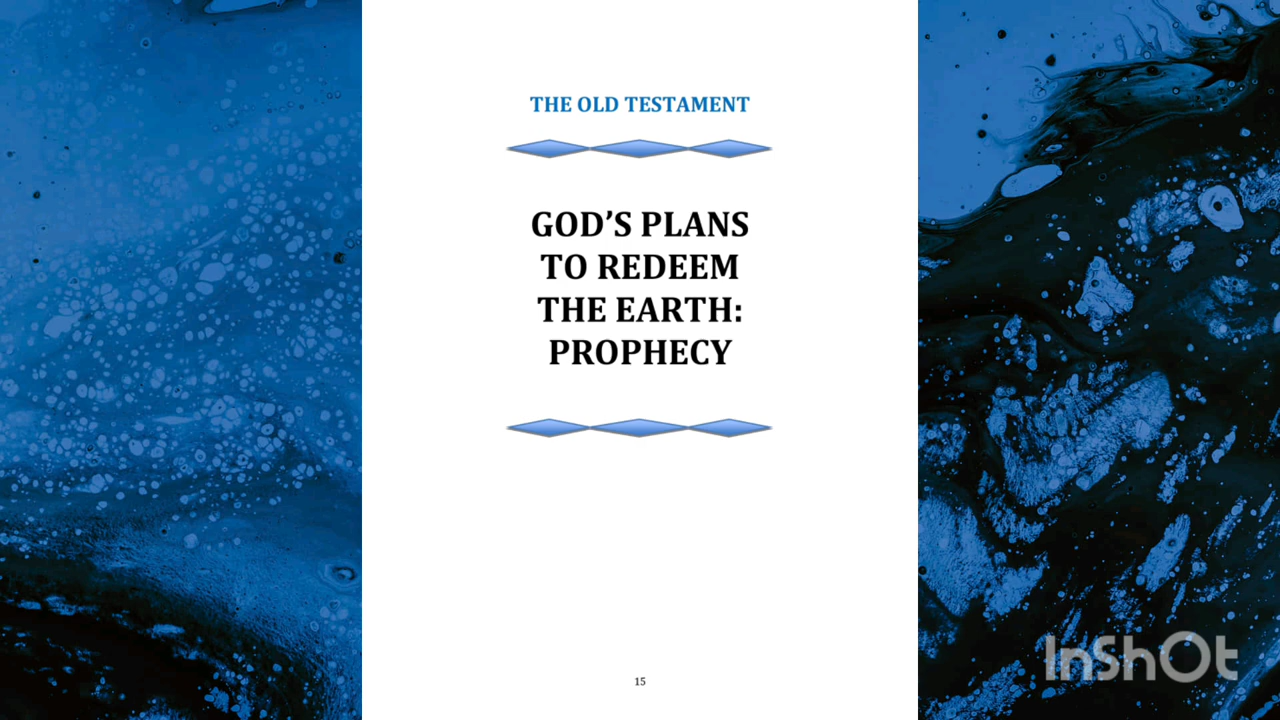 THE OLD TESTAMENT
GOD’S PLANS
TO REDEEM
THE EARTH:
PROPHECY
15
InShOt